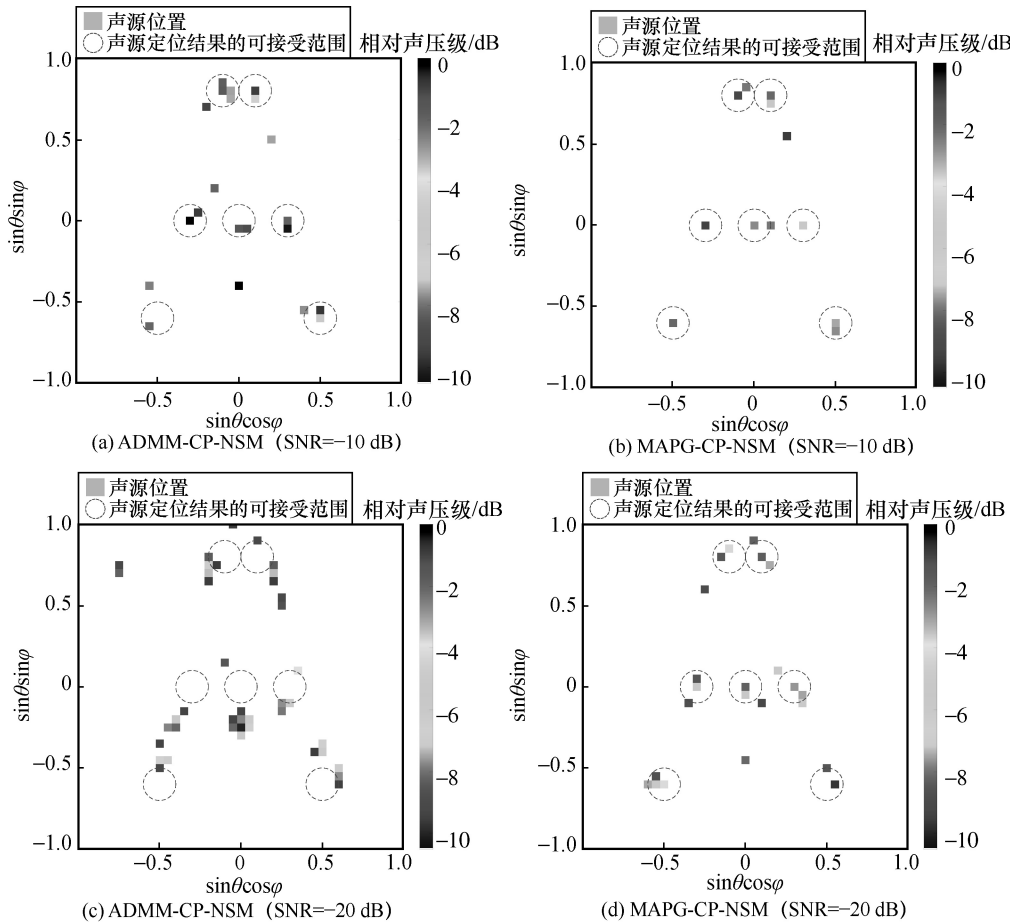 声源位置
声源定位结果的可接受范围
相对声压级/dB
1.0
0.5
0
−0.5
−1.0
sinθsinφ
−0.5
0
0.5
1.0
sinθcosφ
0
−2
−4
−6
−8
−10
(a) ADMM-CP-NSM（SNR=−10 dB）
声源位置
声源定位结果的可接受范围
相对声压级/dB
1.0
0.5
0
−0.5
−1.0
sinθsinφ
−0.5
0
0.5
1.0
sinθcosφ
0
−2
−4
−6
−8
−10
(b) MAPG-CP-NSM（SNR=−10 dB）
声源位置
声源定位结果的可接受范围
相对声压级/dB
1.0
0.5
0
−0.5
−1.0
sinθsinφ
−0.5
0
0.5
1.0
sinθcosφ
0
−2
−4
−6
−8
−10
(c) ADMM-CP-NSM（SNR=−20 dB）
声源位置
声源定位结果的可接受范围
相对声压级/dB
1.0
0.5
0
−0.5
−1.0
sinθsinφ
−0.5
0
0.5
1.0
sinθcosφ
0
−2
−4
−6
−8
−10
(d) MAPG-CP-NSM（SNR=−20 dB）